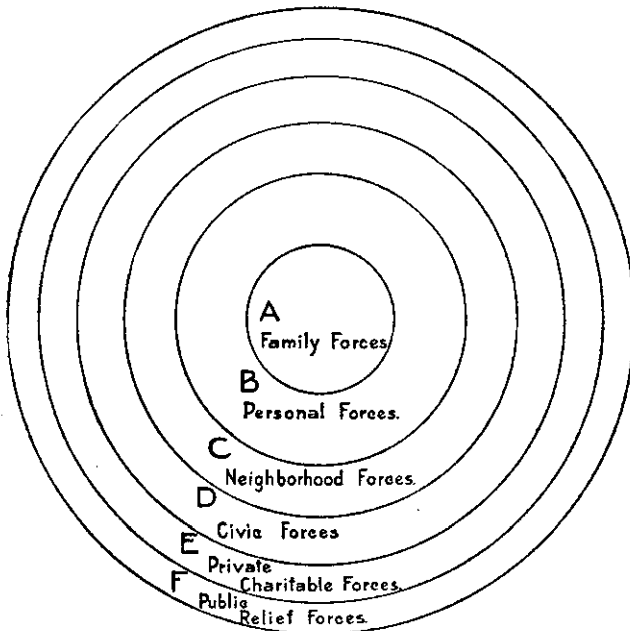 A
Family Forces
B
Personal Forces.
C
Neighborhood Forces.
D
Civic Forces
E
Private
Charitable Forces.
F
Public
Relief Forces.